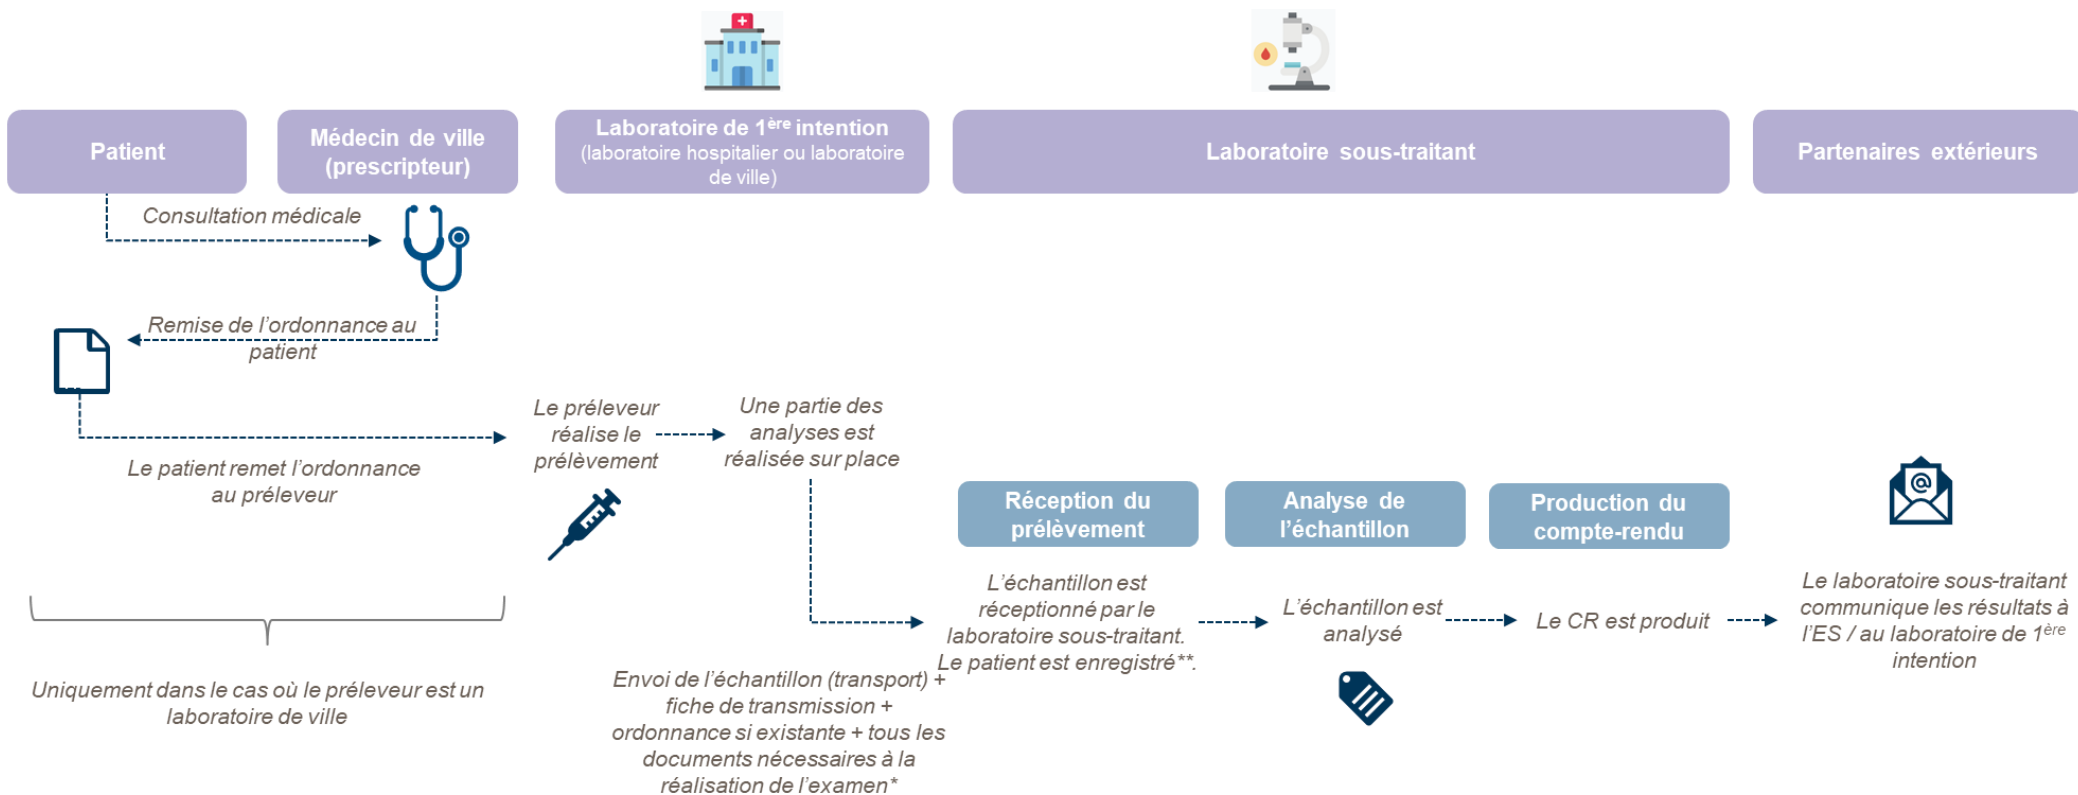 Patient
Médecin de ville
(prescripteur)
Laboratoire de 1ère intention
(laboratoire hospitalier ou laboratoire
de ville)
Laboratoire sous-traitant
Partenaires extérieurs
Consultation médicale
Remise de l’ordonnance au
patient
Le patient remet l’ordonnance
au préleveur
Le préleveur
réalise le
prélèvement
Une partie des
analyses est
réalisée sur place
Réception du
prélèvement
Analyse de
l’échantillon
Production du
compte-rendu
@
L’échantillon est
réceptionné par le
laboratoire sous-traitant.
Le patient est enregistré**.
L’échantillon est
analysé
Le CR est produit
Le laboratoire sous-traitant
communique les résultats à
l’ES / au laboratoire de 1ère
intention
Uniquement dans le cas où le préleveur est un
laboratoire de ville
Envoi de l’échantillon (transport) +
fiche de transmission +
ordonnance si existante + tous les
documents nécessaires à la
réalisation de l’examen*